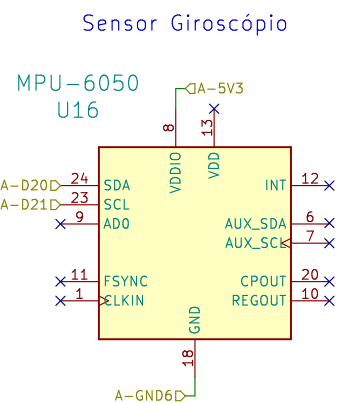 Sensor Giroscópio
MPU-6050
U16
A-5V3
8
13
VDDIO
VDD
A-D20 24 SDA
INT 12
A-D21 23 SCL
9 AD0
AUX_SDA 6
AUX_SCL 7
11 FSYNC
CPOUT 20
1 CLKIN
REGOUT 10
GND
18
A-GND6